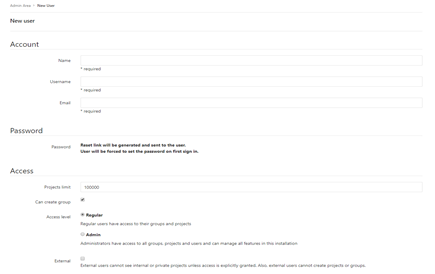 Admin Area > New User
New user
Account
Name
* required
Username
* required
Email
* required
Password
Password
Reset link will be generated and sent to the user.
User will be forced to set the password on first sign in.
Access
Projects limit
100000
Can create group
Access level
Regular
Regular users have access to their groups and projects
Admin
Administrators have access to all groups, projects and users and can manage all features in this installation
External
External users cannot see internal or private projects unless access is explicitly granted. Also, external users cannot create projects or groups.